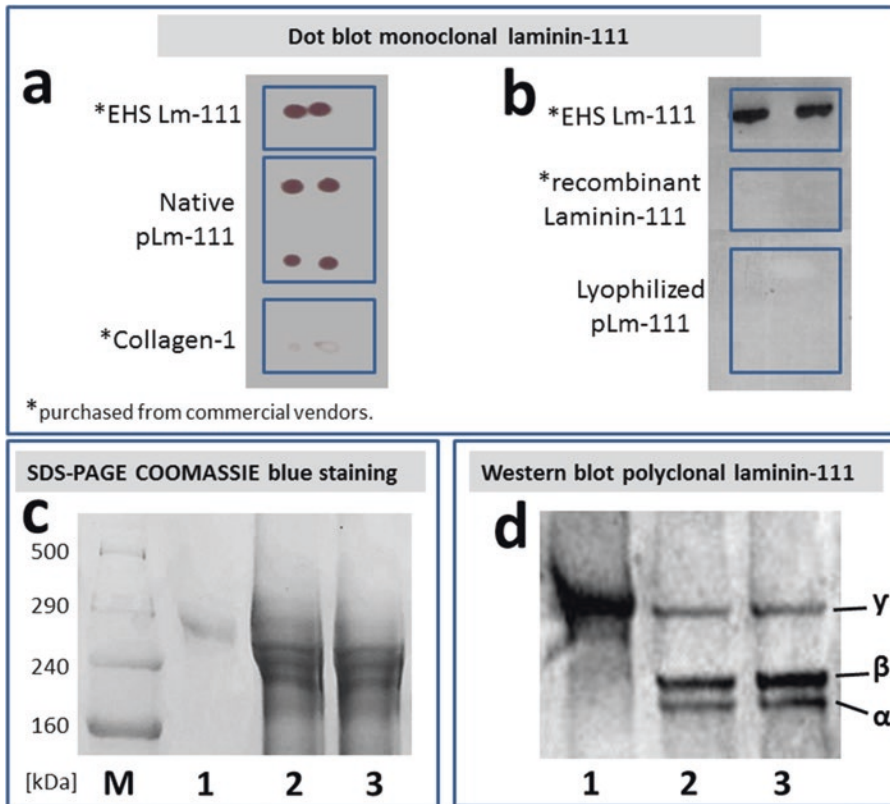 Dot blot monoclonal laminin-111
a
*EHS Lm-111
Native
pLm-111
*Collagen-1
*purchased from commercial vendors.
b
*EHS Lm-111
*recombinant
Laminin-111
Lyophilized
pLm-111
SDS-PAGE COOMASSIE blue staining
c
500
290
240
160
[kDa] M 1 2 3
Western blot polyclonal laminin-111
d
γ
β
α
1 2 3